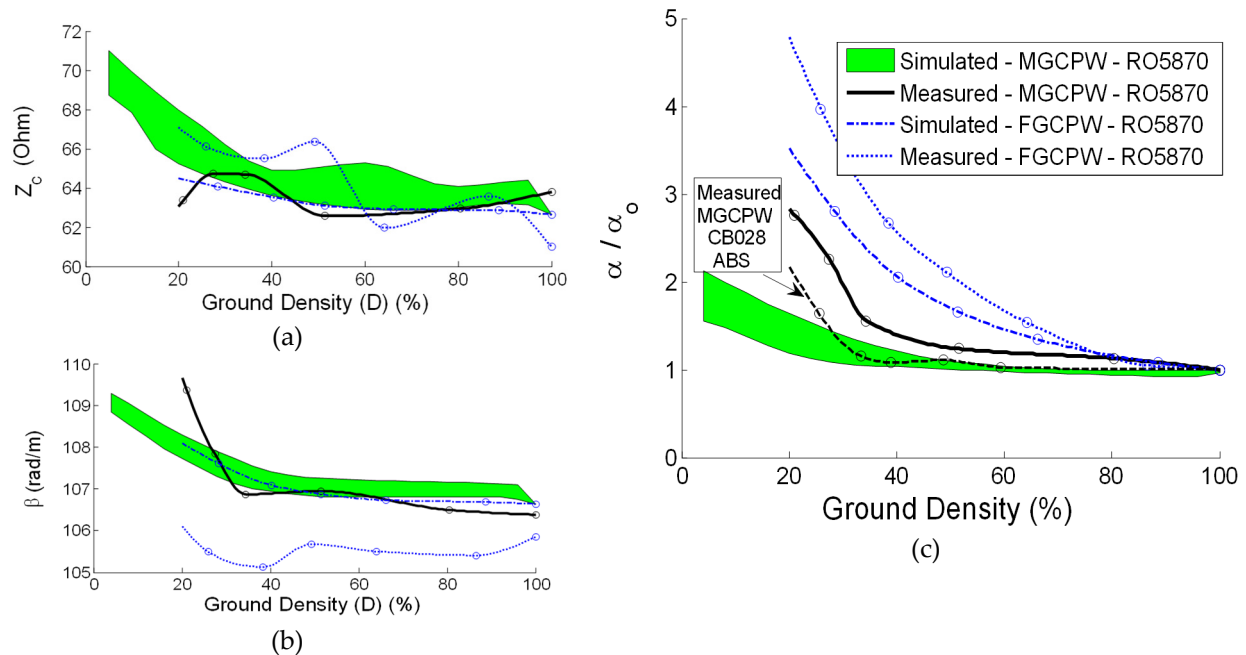 72
70
68
66
64
62
60
Z_c (Ohm)
0 20 40 60 80 100
Ground Density (D) (%)
(a)
110
109
108
107
106
105
β (rad/m)
0 20 40 60 80 100
Ground Density (D) (%)
(b)
5
4
3
2
1
0
α / α_o
Simulated - MGCPW - RO5870
Measured - MGCPW - RO5870
Simulated - FGCPW - RO5870
Measured - FGCPW - RO5870
Measured
MGCPW
CB028
ABS
0 20 40 60 80 100
Ground Density (%)
(c)